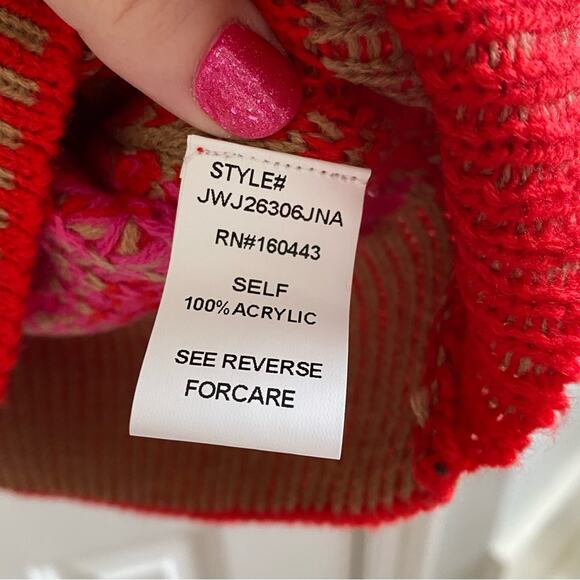 STYLE#
JWJ26306JNA
RN#160443
SELF
100%ACRYLIC
SEE REVERSE
FORCARE